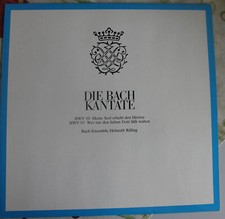 DIE BACH
KANTATE
BWV 10 Meine Seel erhebt den Herren
BWV 93 Wer nur den lieben Gott läßt walten
Bach-Ensemble Helmuth Rilling